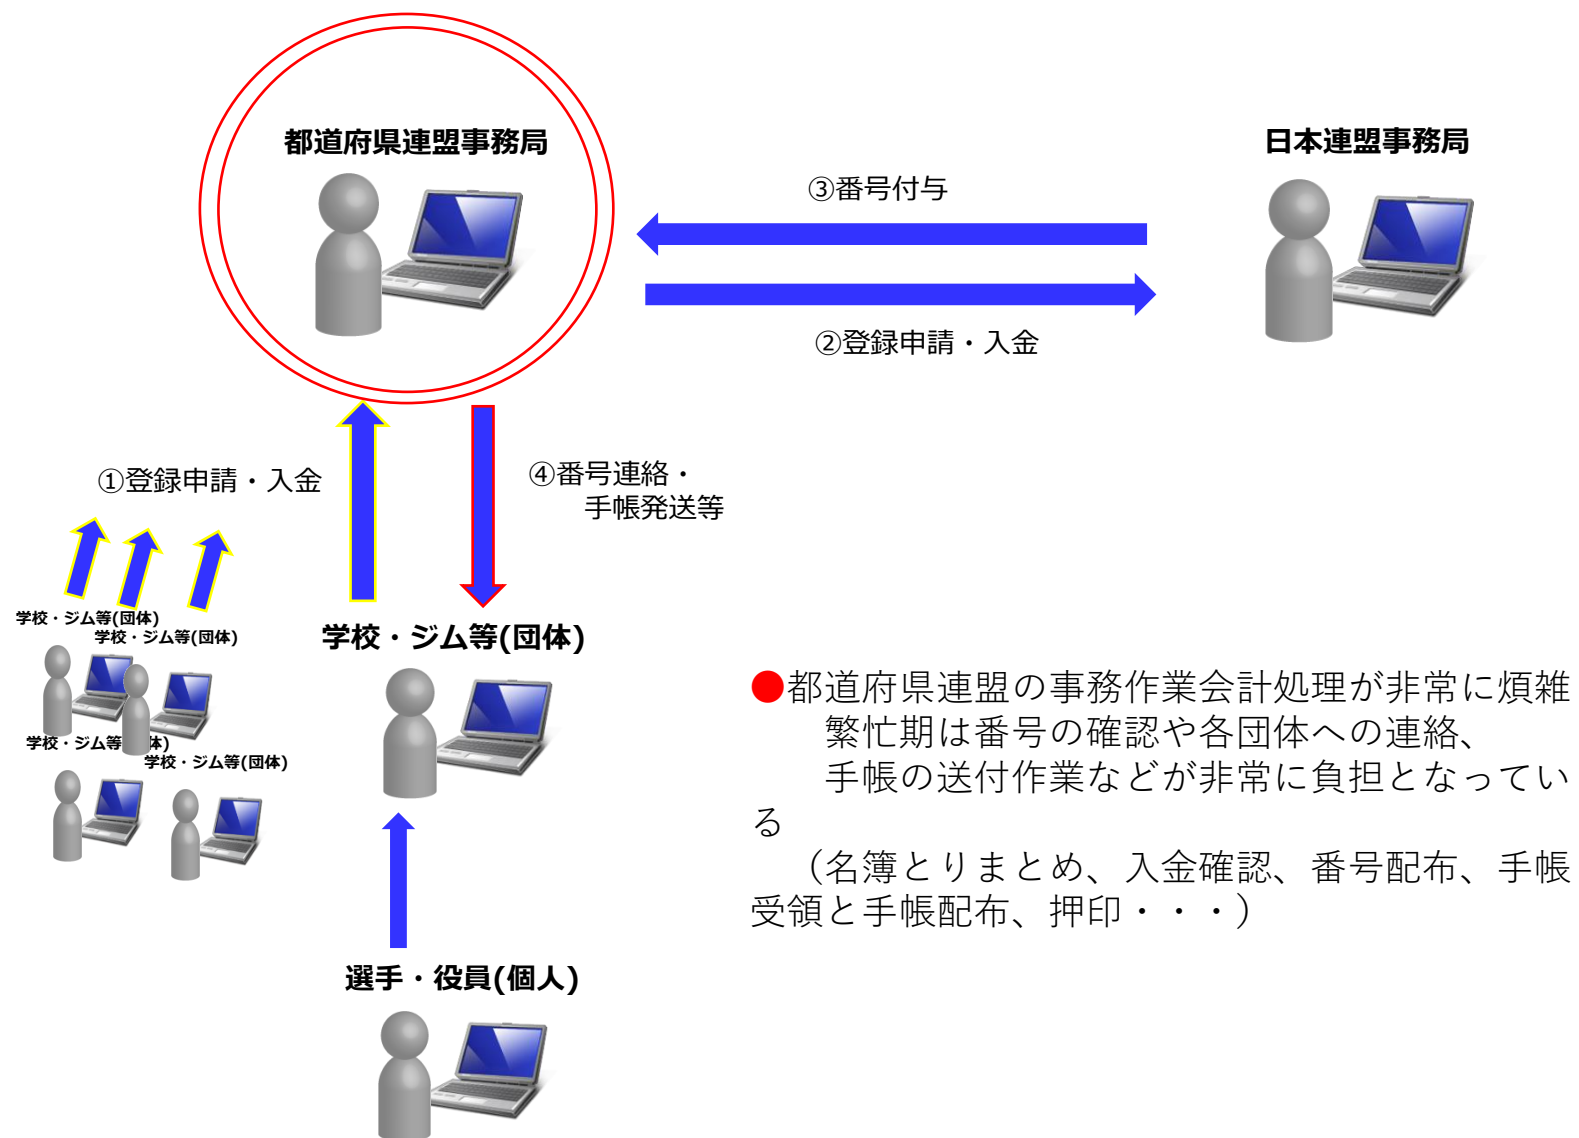 都道府県連盟事務局
日本連盟事務局
③番号付与
②登録申請・入金
①登録申請・入金
④番号連絡・
手帳発送等
学校・ジム等(団体)
学校・ジム等(団体)
学校・ジム等(団体)
学校・ジム等 体)
学校・ジム等(団体)
●都道府県連盟の事務作業会計処理が非常に煩雑
繁忙期は番号の確認や各団体への連絡、
手帳の送付作業などが非常に負担となってい
る
（名簿とりまとめ、入金確認、番号配布、手帳
受領と手帳配布、押印・・・）
選手・役員(個人)